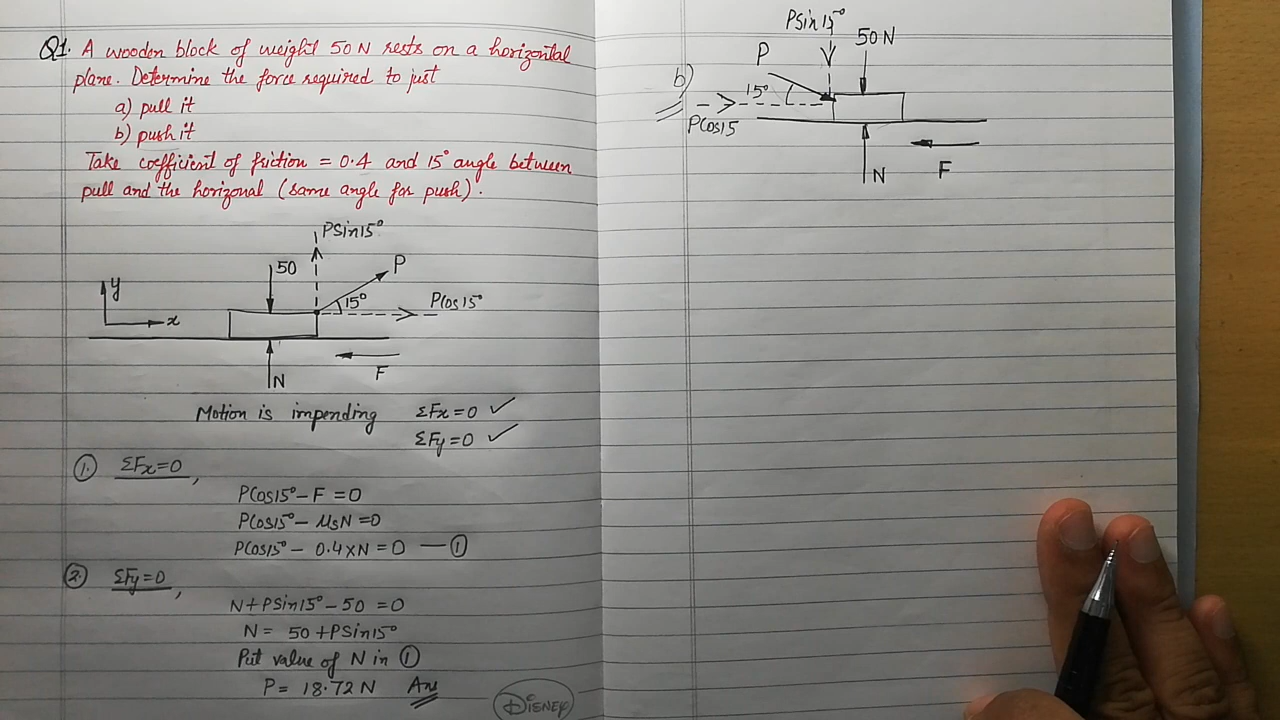 Q1. A wooden block of weight 50 N rests on a horizontal
plane. Determine the force required to just
a) pull it
b) push it
Take coefficient of friction = 0.4 and 15° angle between
pull and the horizonal (same angle for push).
PSin15°
50
P
15°
PCos15°
y
x
F
N
Motion is impending ΣFx=0 ✓
ΣFy=0 ✓
① ΣFx=0,
PCos15° - F = 0
PCos15° - μsN = 0
PCos15° - 0.4×N = 0 — ①
② ΣFy=0,
N+PSin15° - 50 = 0
N = 50 + PSin15°
Put value of N in ①
P = 18.72 N Ans
DISNEY
b)
PSin15°
50 N
P
15°
PCos15
N
F